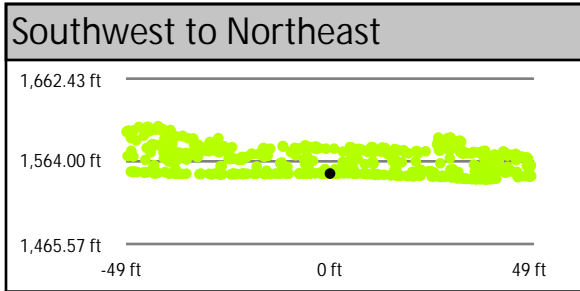 Southwest to Northeast
1,662.43 ft
1,564.00 ft
1,465.57 ft
-49 ft 0 ft 49 ft